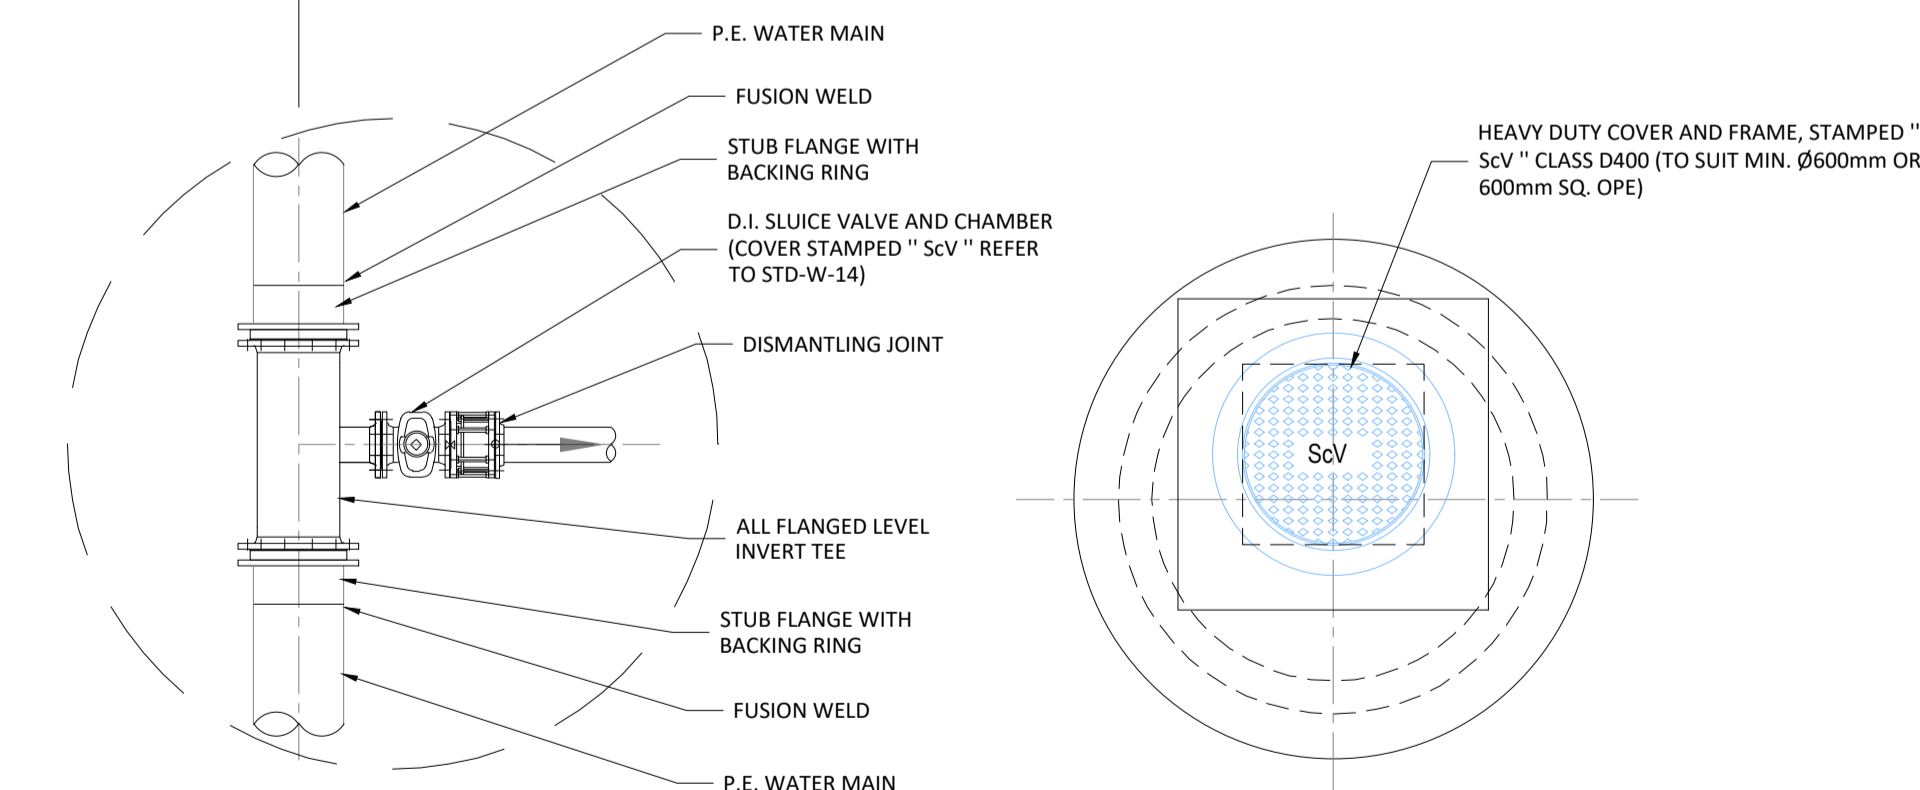 P.E. WATER MAIN
FUSION WELD
STUB FLANGE WITH
BACKING RING
D.I. SLUICE VALVE AND CHAMBER
(COVER STAMPED " ScV " REFER
TO STD-W-14)
DISMANTLING JOINT
ALL FLANGED LEVEL
INVERT TEE
STUB FLANGE WITH
BACKING RING
FUSION WELD
P.E. WATER MAIN
HEAVY DUTY COVER AND FRAME, STAMPED "
ScV " CLASS D400 (TO SUIT MIN. Ø600mm OR
600mm SQ. OPE)
ScV